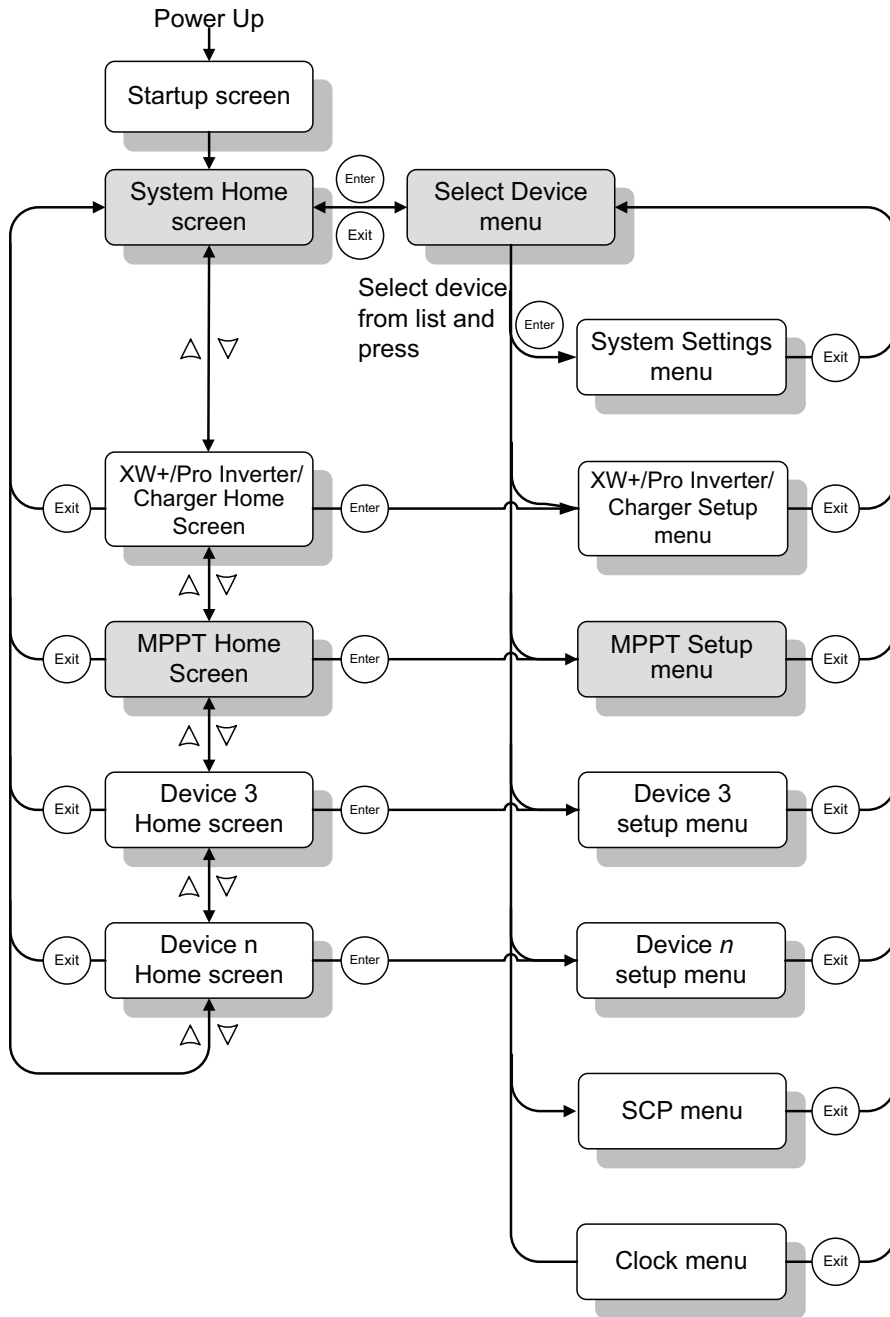 Power Up
Startup screen
System Home
screen
Enter
Exit
Select Device
menu
Select device
from list and
press
Enter
System Settings
menu
Exit
Exit
XW+/Pro Inverter/
Charger Home
Screen
Enter
XW+/Pro Inverter/
Charger Setup
menu
Exit
Exit
MPPT Home
Screen
Enter
MPPT Setup
menu
Exit
Exit
Device 3
Home screen
Enter
Device 3
setup menu
Exit
Exit
Device n
Home screen
Enter
Device n
setup menu
Exit
SCP menu
Exit
Clock menu
Exit